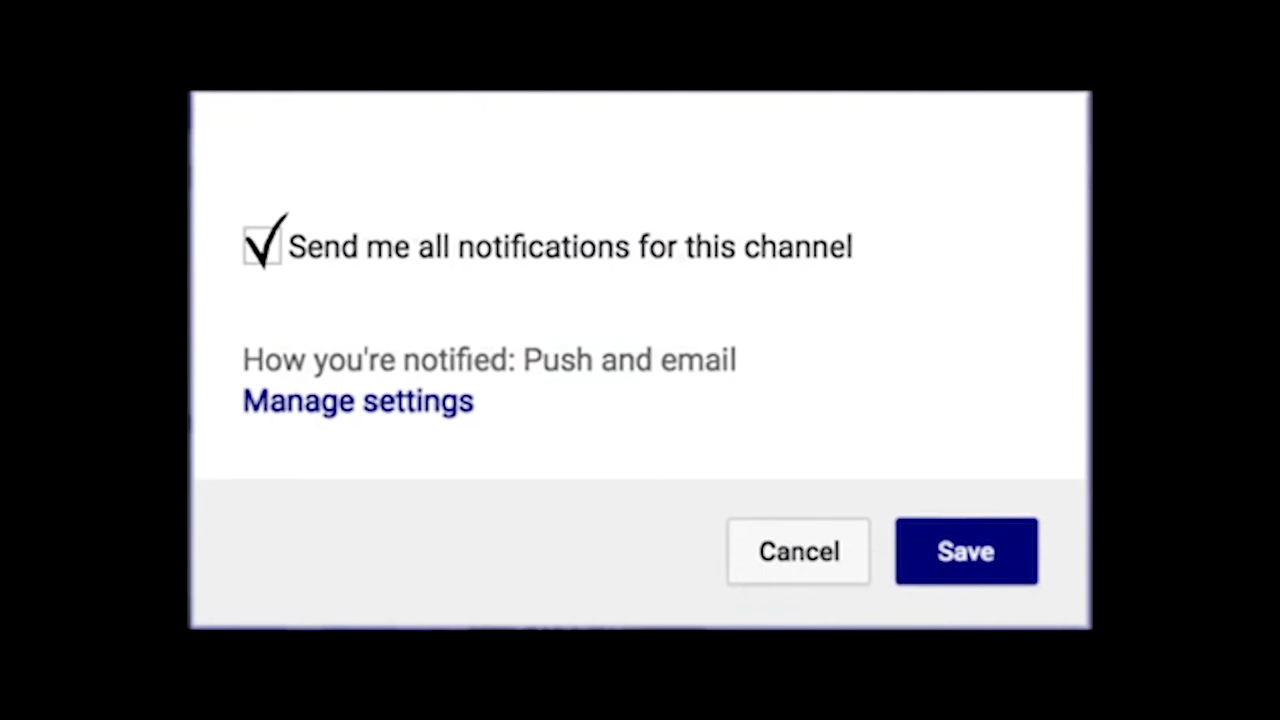 Send me all notifications for this channel
How you're notified: Push and email
Manage settings
Cancel
Save